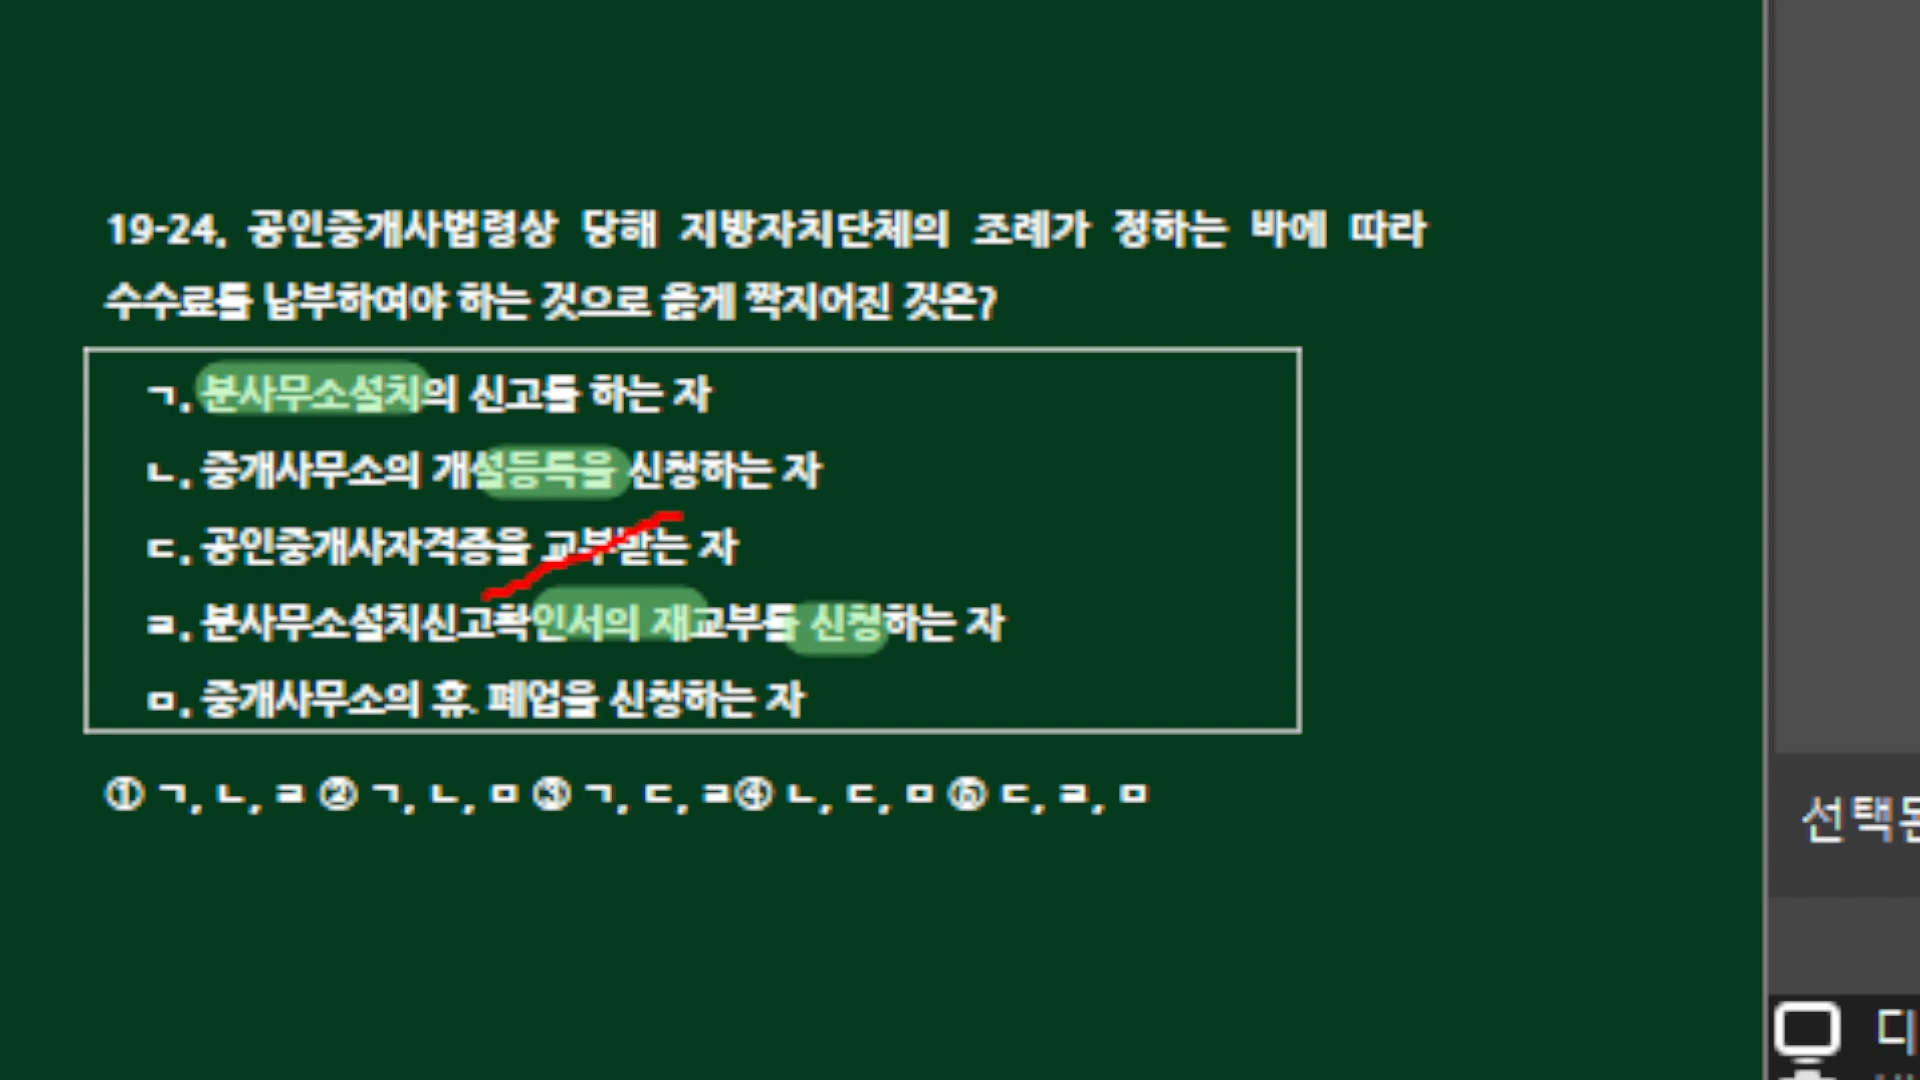 19-24. 공인중개사법령상 당해 지방자치단체의 조례가 정하는 바에 따라
수수료를 납부하여야 하는 것으로 옳게 짝지어진 것은?
ㄱ. 분사무소설치의 신고를 하는 자
ㄴ. 중개사무소의 개설등록을 신청하는 자
ㄷ. 공인중개사자격증을 교부받는 자
ㄹ. 분사무소설치신고확인서의 재교부를 신청하는 자
ㅁ. 중개사무소의 휴. 폐업을 신청하는 자
① ㄱ, ㄴ, ㄹ ② ㄱ, ㄴ, ㅁ ③ ㄱ, ㄷ, ㄹ ④ ㄴ, ㄷ, ㅁ ⑤ ㄷ, ㄹ, ㅁ
선택된
디